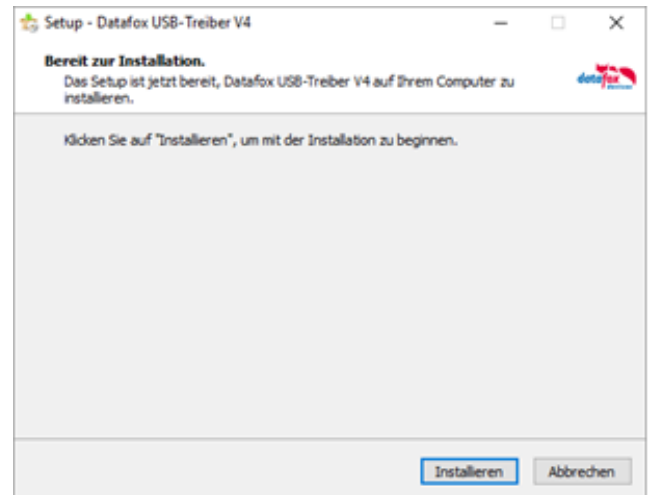 Setup - Datafox USB-Treiber V4
Bereit zur Installation.
Das Setup ist jetzt bereit, Datafox USB-Treiber V4 auf Ihrem Computer zu
installieren.
datafox
Klicken Sie auf "Installieren", um mit der Installation zu beginnen.
Installieren
Abbrechen